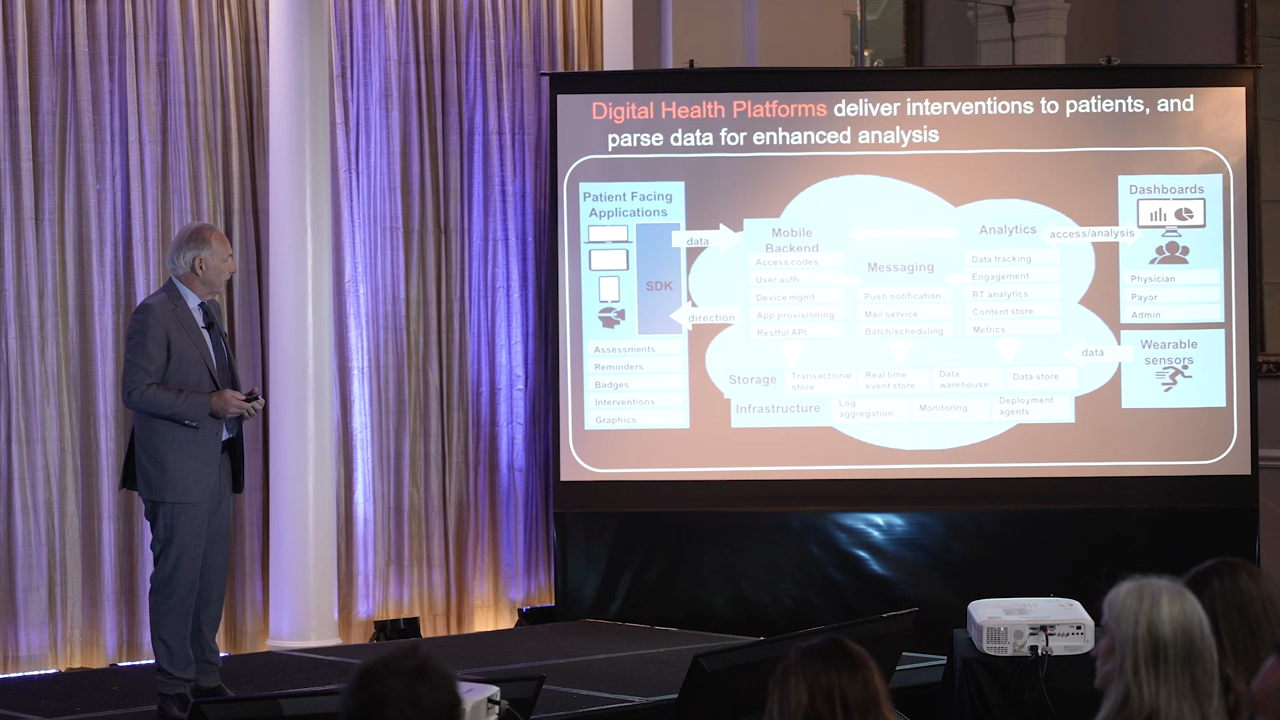 Digital Health Platforms deliver interventions to patients, and
parse data for enhanced analysis
Patient Facing
Applications
SDK
Assessments
Reminders
Badges
Interventions
Graphics
data
direction
Mobile
Backend
Access codes
User auth
Device mgmt
App provisioning
Restful API
Messaging
Push notification
Mail service
Batch/scheduling
Analytics
Data tracking
Engagement
RT analytics
Content store
Metrics
Storage
Transactional
store
Real time
event store
Data
warehouse
Data store
Infrastructure
Log
aggregation
Monitoring
Deployment
agents
access/analysis
data
Dashboards
Physician
Payor
Admin
Wearable
sensors